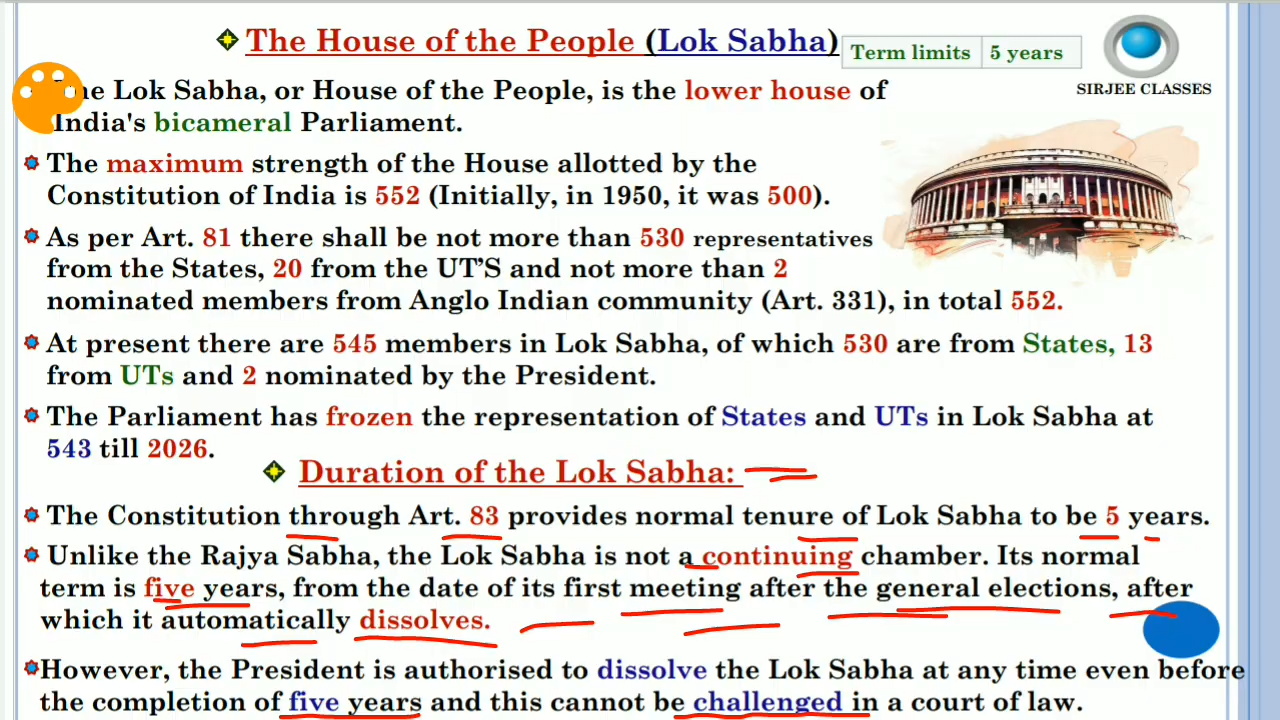 The House of the People (Lok Sabha)
Term limits 5 years
SIRJEE CLASSES
he Lok Sabha, or House of the People, is the lower house of
India's bicameral Parliament.
The maximum strength of the House allotted by the
Constitution of India is 552 (Initially, in 1950, it was 500).
As per Art. 81 there shall be not more than 530 representatives
from the States, 20 from the UT'S and not more than 2
nominated members from Anglo Indian community (Art. 331), in total 552.
At present there are 545 members in Lok Sabha, of which 530 are from States, 13
from UTs and 2 nominated by the President.
The Parliament has frozen the representation of States and UTs in Lok Sabha at
543 till 2026.
Duration of the Lok Sabha:
The Constitution through Art. 83 provides normal tenure of Lok Sabha to be 5 years.
Unlike the Rajya Sabha, the Lok Sabha is not a continuing chamber. Its normal
term is five years, from the date of its first meeting after the general elections, after
which it automatically dissolves.
However, the President is authorised to dissolve the Lok Sabha at any time even before
the completion of five years and this cannot be challenged in a court of law.